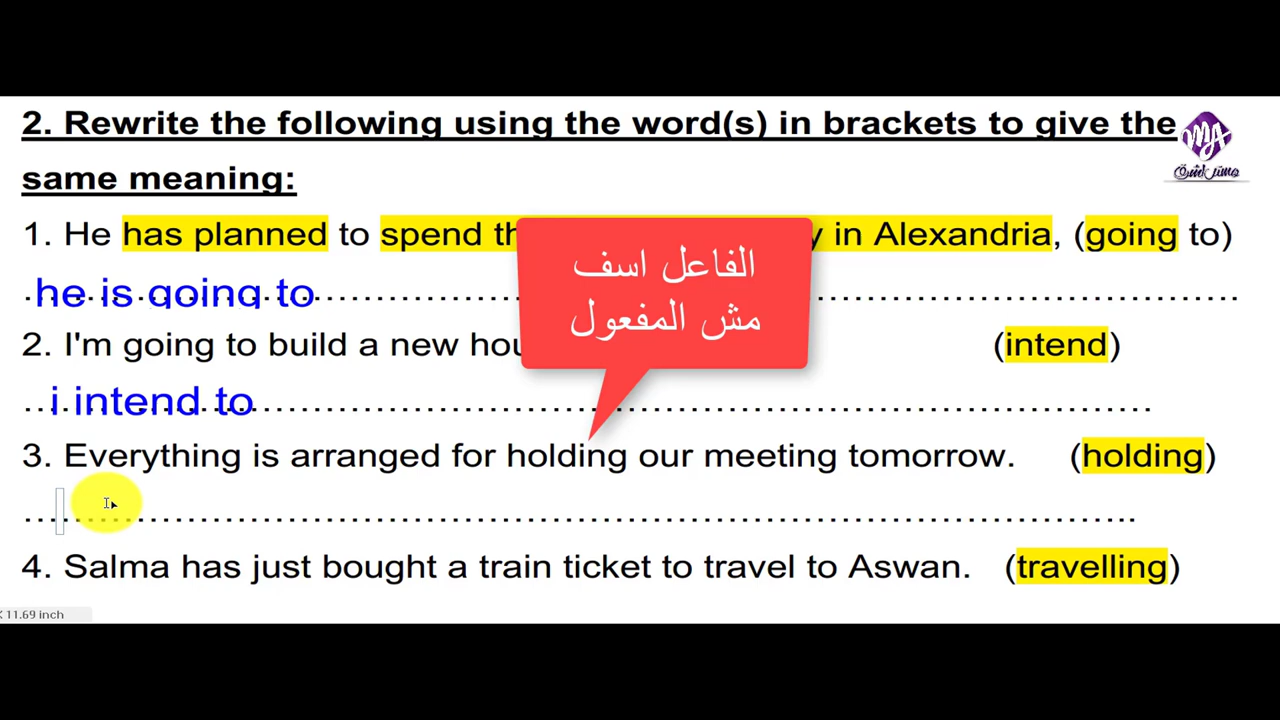 2. Rewrite the following using the word(s) in brackets to give the
same meaning:
MA
1. He has planned to spend th y in Alexandria, (going to)
he is going to
الفاعل اسف
مش المفعول
2. I'm going to build a new hou (intend)
i intend to
3. Everything is arranged for holding our meeting tomorrow. (holding)
4. Salma has just bought a train ticket to travel to Aswan. (travelling)
X 11.69 inch